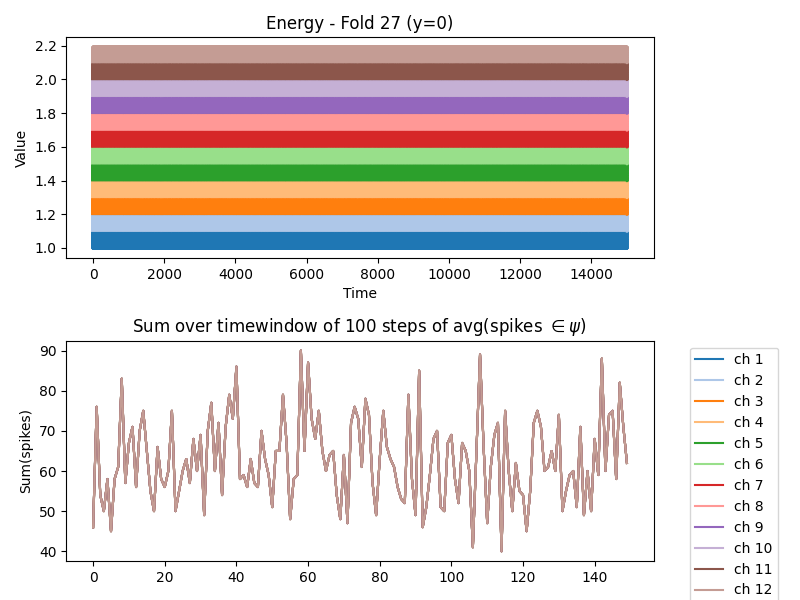 Energy - Fold 27 (y=0)
Value
2.2
2.0
1.8
1.6
1.4
1.2
1.0
0 2000 4000 6000 8000 10000 12000 14000
Time
Sum over timewindow of 100 steps of avg(spikes ∈ψ)
Sum(spikes)
90
80
70
60
50
40
0 20 40 60 80 100 120 140
ch 1
ch 2
ch 3
ch 4
ch 5
ch 6
ch 7
ch 8
ch 9
ch 10
ch 11
ch 12